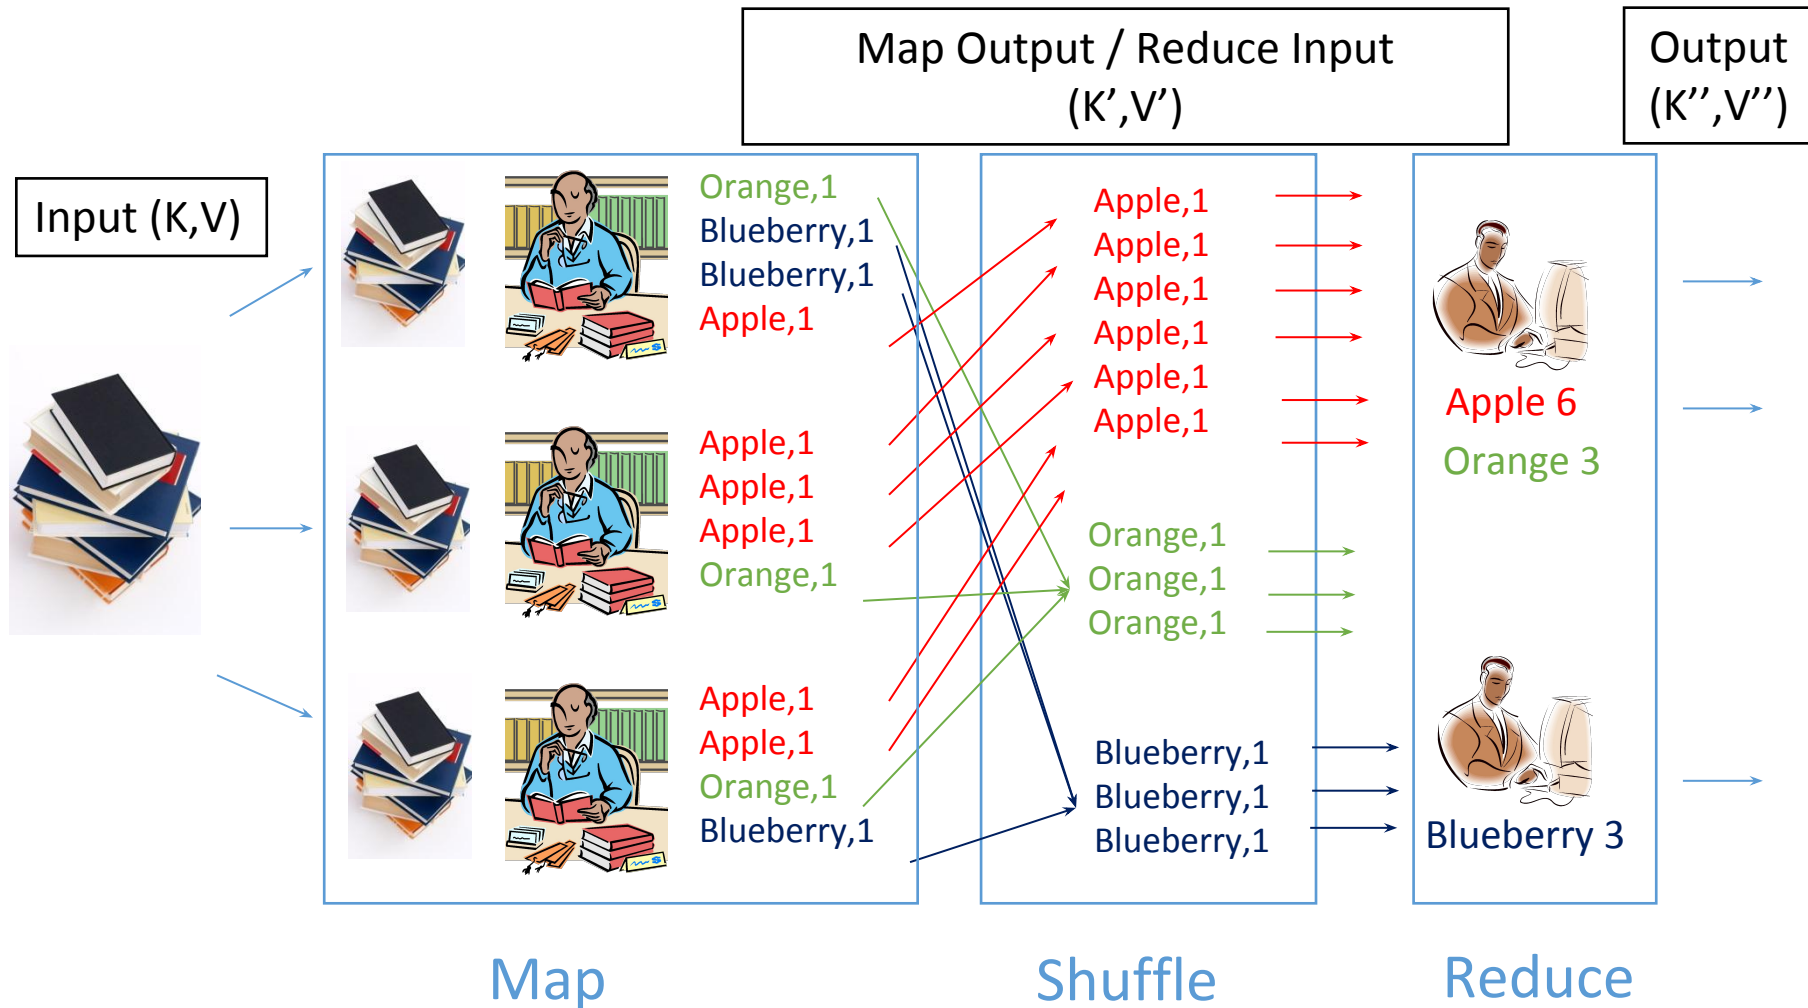 Map Output / Reduce Input
(K’,V’)
Output
(K’’,V’’)
Input (K,V)
Orange,1
Blueberry,1
Blueberry,1
Apple,1
Apple,1
Apple,1
Apple,1
Orange,1
Apple,1
Apple,1
Orange,1
Blueberry,1
Apple,1
Apple,1
Apple,1
Apple,1
Apple,1
Apple,1
Orange,1
Orange,1
Orange,1
Blueberry,1
Blueberry,1
Blueberry,1
Apple 6
Orange 3
Blueberry 3
Map
Shuffle
Reduce